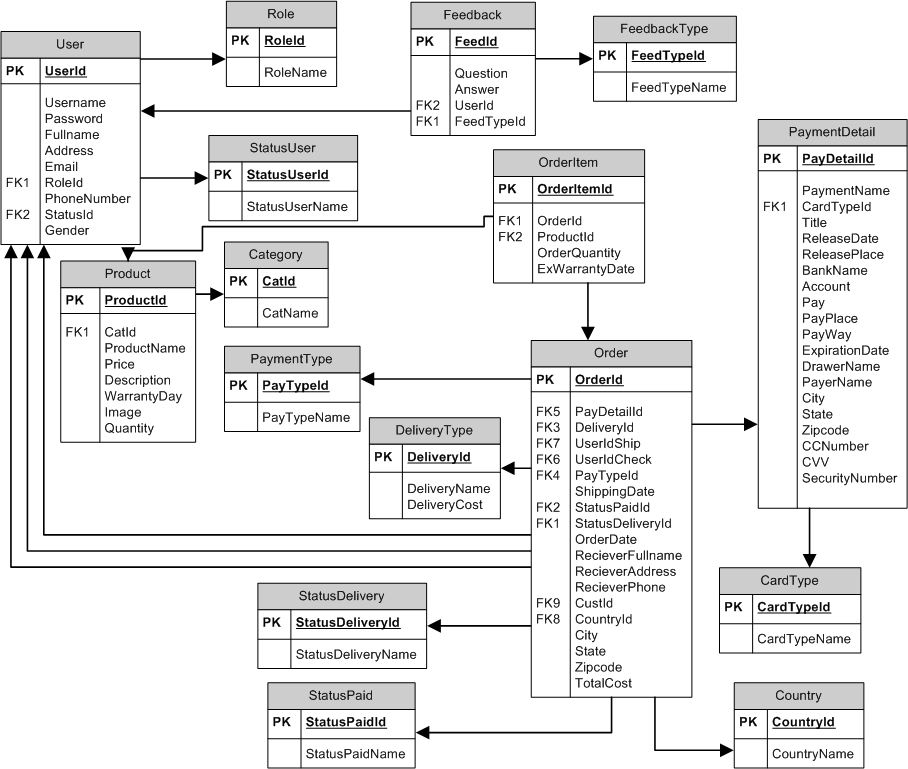 Role
PK RoleId
RoleName
Feedback
PK FeedId
Question
Answer
FK2 UserId
FK1 FeedTypeId
FeedbackType
PK FeedTypeId
FeedTypeName
User
PK UserId
Username
Password
Fullname
Address
Email
FK1 RoleId
PhoneNumber
FK2 StatusId
Gender
StatusUser
PK StatusUserId
StatusUserName
OrderItem
PK OrderItemId
FK1 OrderId
FK2 ProductId
OrderQuantity
ExWarrantyDate
PaymentDetail
PK PayDetailId
PaymentName
FK1 CardTypeId
Title
ReleaseDate
ReleasePlace
BankName
Account
Pay
PayPlace
PayWay
ExpirationDate
DrawerName
PayerName
City
State
Zipcode
CCNumber
CVV
SecurityNumber
Product
PK ProductId
FK1 CatId
ProductName
Price
Description
WarrantyDay
Image
Quantity
Category
PK CatId
CatName
PaymentType
PK PayTypeId
PayTypeName
DeliveryType
PK DeliveryId
DeliveryName
DeliveryCost
Order
PK OrderId
FK5 PayDetailId
FK3 DeliveryId
FK7 UserIdShip
FK6 UserIdCheck
FK4 PayTypeId
ShippingDate
FK2 StatusPaidId
FK1 StatusDeliveryId
OrderDate
RecieverFullname
RecieverAddress
RecieverPhone
FK9 CustId
FK8 CountryId
City
State
Zipcode
TotalCost
StatusDelivery
PK StatusDeliveryId
StatusDeliveryName
CardType
PK CardTypeId
CardTypeName
StatusPaid
PK StatusPaidId
StatusPaidName
Country
PK CountryId
CountryName